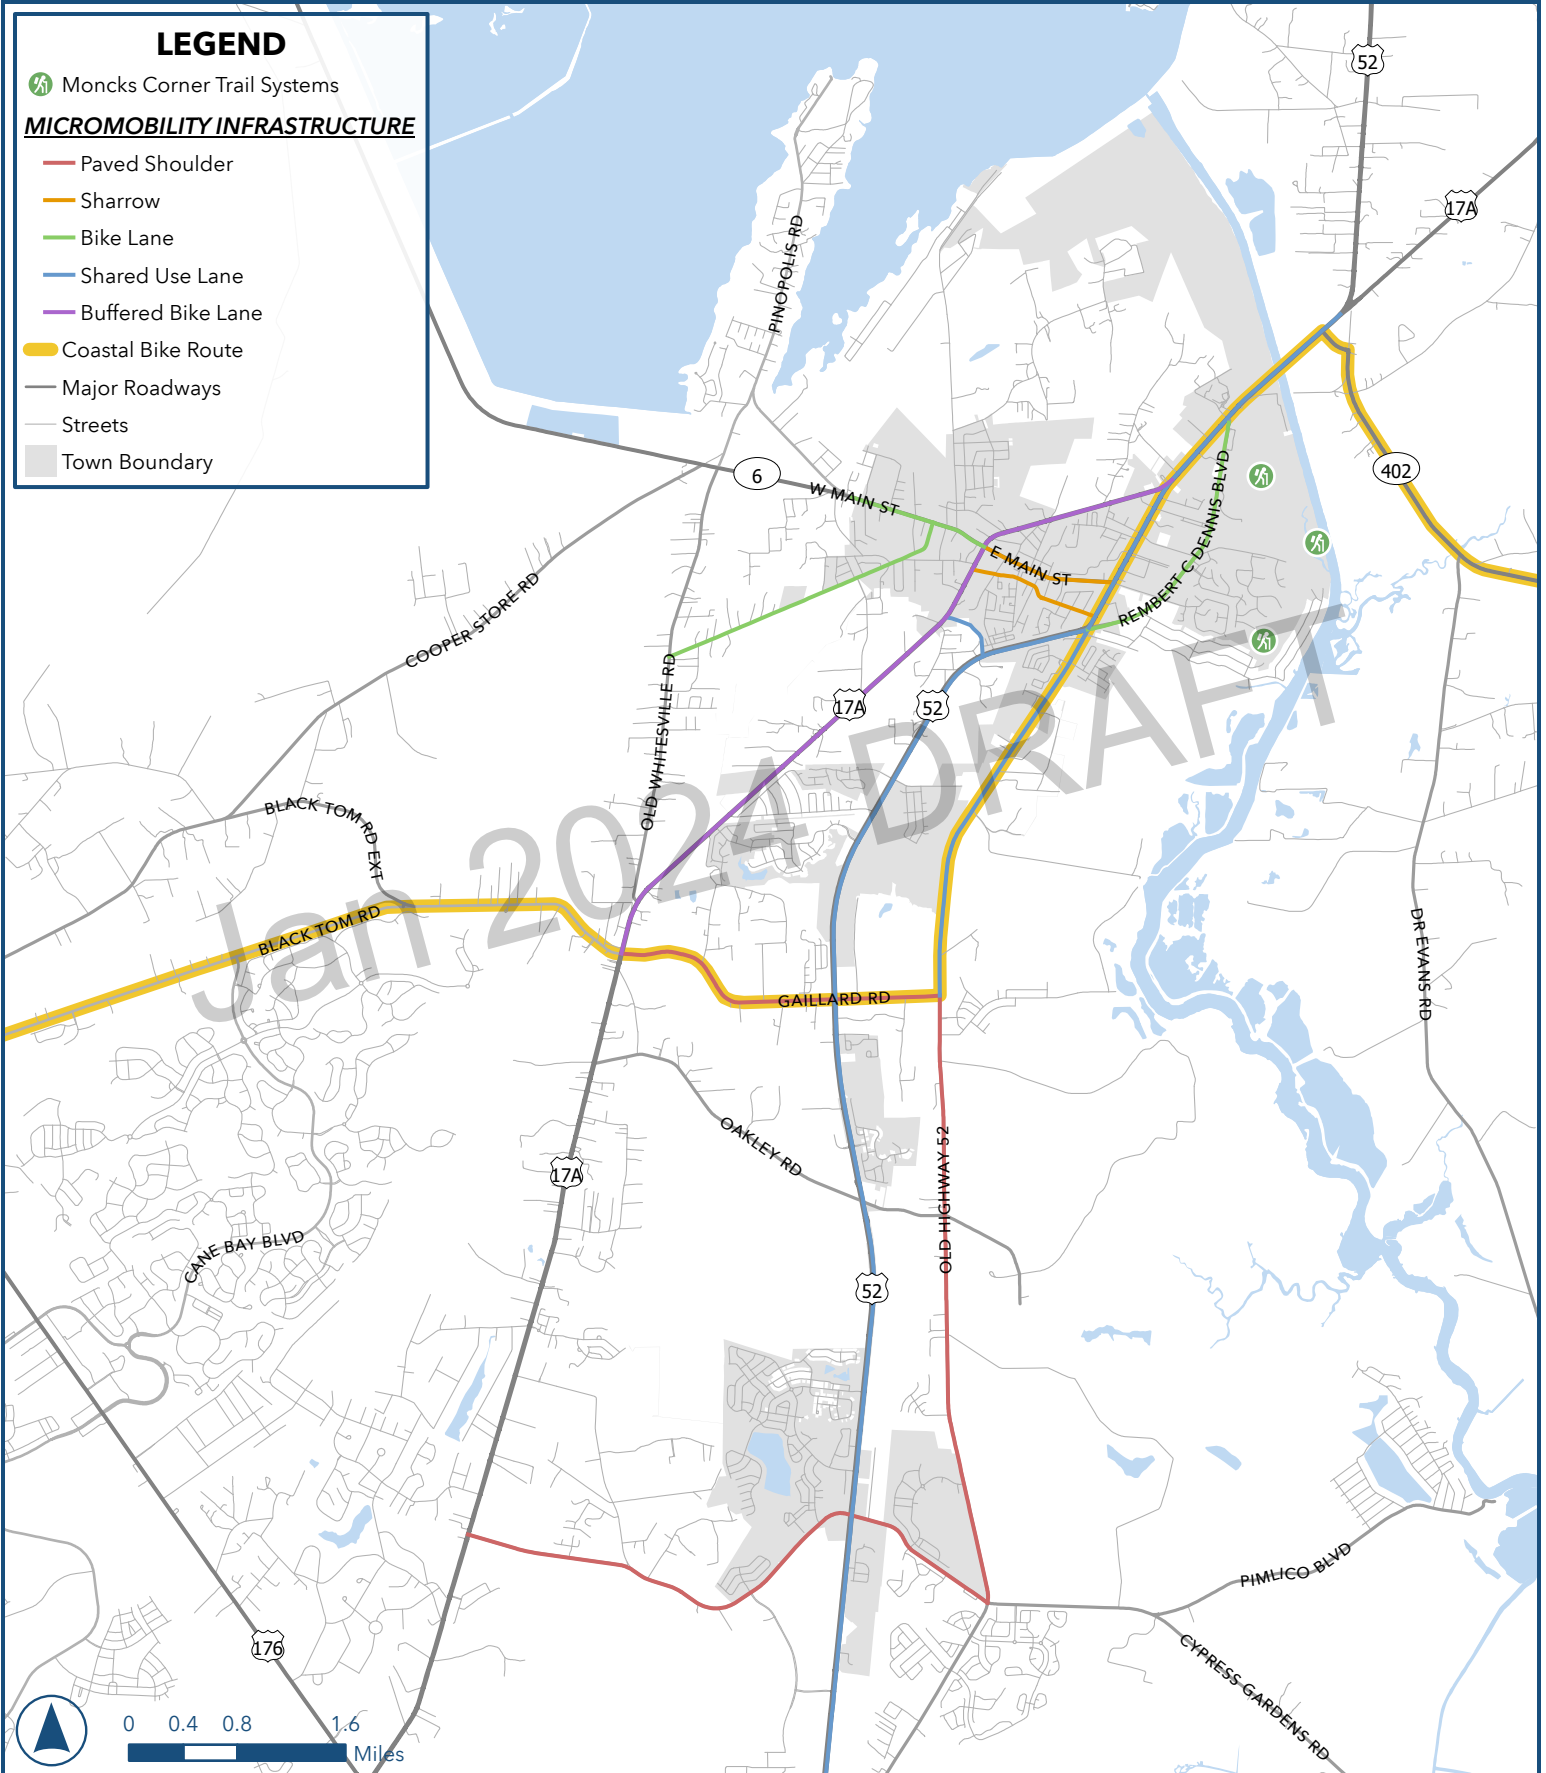 LEGEND
Moncks Corner Trail Systems
MICROMOBILITY INFRASTRUCTURE
Paved Shoulder
Sharrow
Bike Lane
Shared Use Lane
Buffered Bike Lane
Coastal Bike Route
Major Roadways
Streets
Town Boundary
52
17A
PINOPOLIS RD
6
W MAIN ST
402
REMBERT C DENNIS BLVD
E MAIN ST
COOPER STORE RD
OLD WHITESVILLE RD
17A
52
Jan 2024 DRAFT
BLACK TOM RD EXT
BLACK TOM RD
GAILLARD RD
DR EVANS RD
OAKLEY RD
17A
OLD HIGHWAY 52
CANE BAY BLVD
52
PIMLICO BLVD
176
CYPRESS GARDENS RD
0 0.4 0.8 1.6
Miles